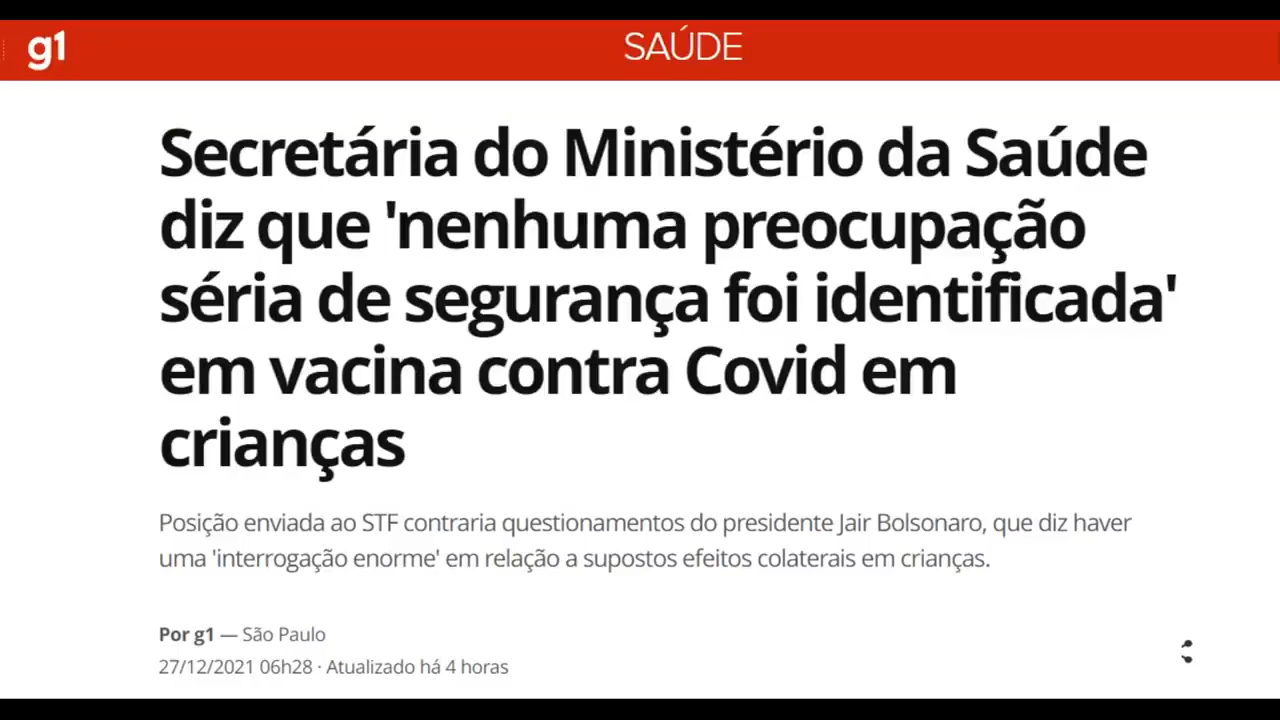 g1
SAÚDE
Secretária do Ministério da Saúde
diz que 'nenhuma preocupação
séria de segurança foi identificada'
em vacina contra Covid em
crianças
Posição enviada ao STF contraria questionamentos do presidente Jair Bolsonaro, que diz haver
uma 'interrogação enorme' em relação a supostos efeitos colaterais em crianças.
Por g1 — São Paulo
27/12/2021 06h28 · Atualizado há 4 horas